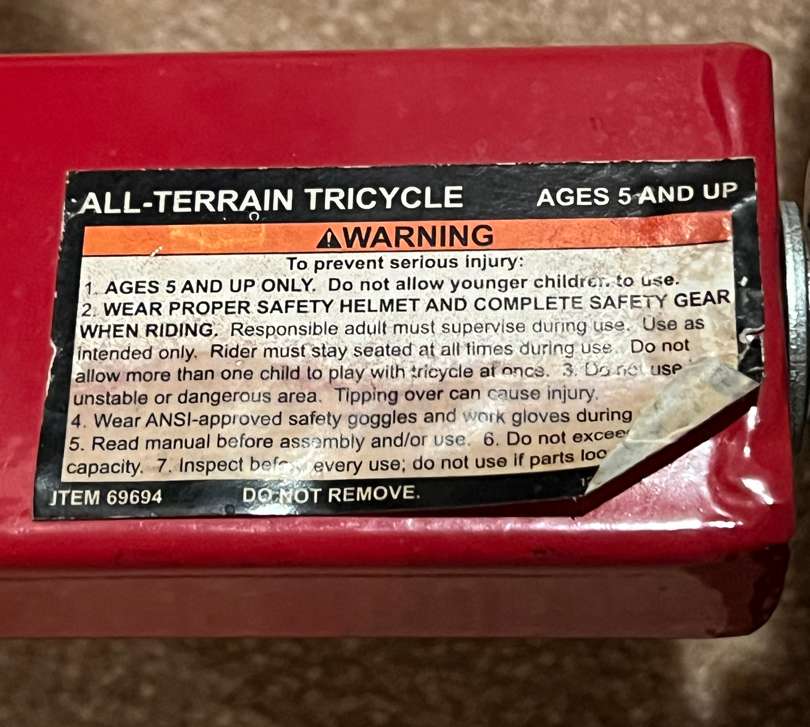 ALL-TERRAIN TRICYCLE AGES 5 AND UP
WARNING
To prevent serious injury:
1. AGES 5 AND UP ONLY. Do not allow younger children to use.
2. WEAR PROPER SAFETY HELMET AND COMPLETE SAFETY GEAR
WHEN RIDING. Responsible adult must supervise during use. Use as
intended only. Rider must stay seated at all times during use. Do not
allow more than one child to play with tricycle at once. 3. Do not use
unstable or dangerous area. Tipping over can cause injury.
4. Wear ANSI-approved safety goggles and work gloves during
5. Read manual before assembly and/or use. 6. Do not excee
capacity. 7. Inspect before every use; do not use if parts loo
ITEM 69694 DO NOT REMOVE.